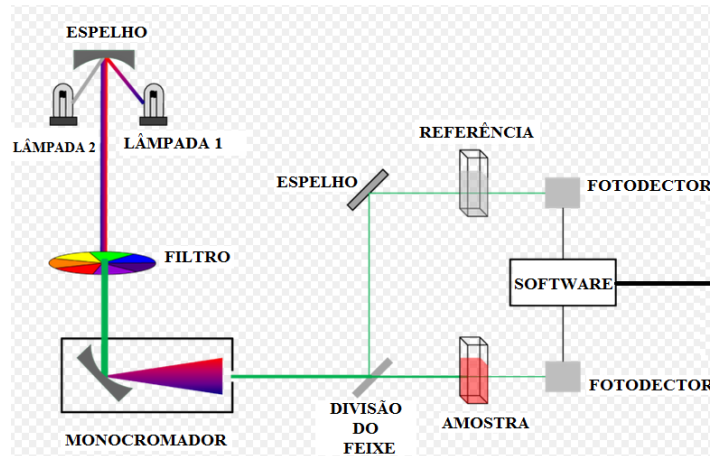 ESPELHO
LÂMPADA 2
LÂMPADA 1
REFERÊNCIA
ESPELHO
FOTODECTOR
FILTRO
SOFTWARE
MONOCROMADOR
DIVISÃO
DO
FEIXE
AMOSTRA
FOTODECTOR